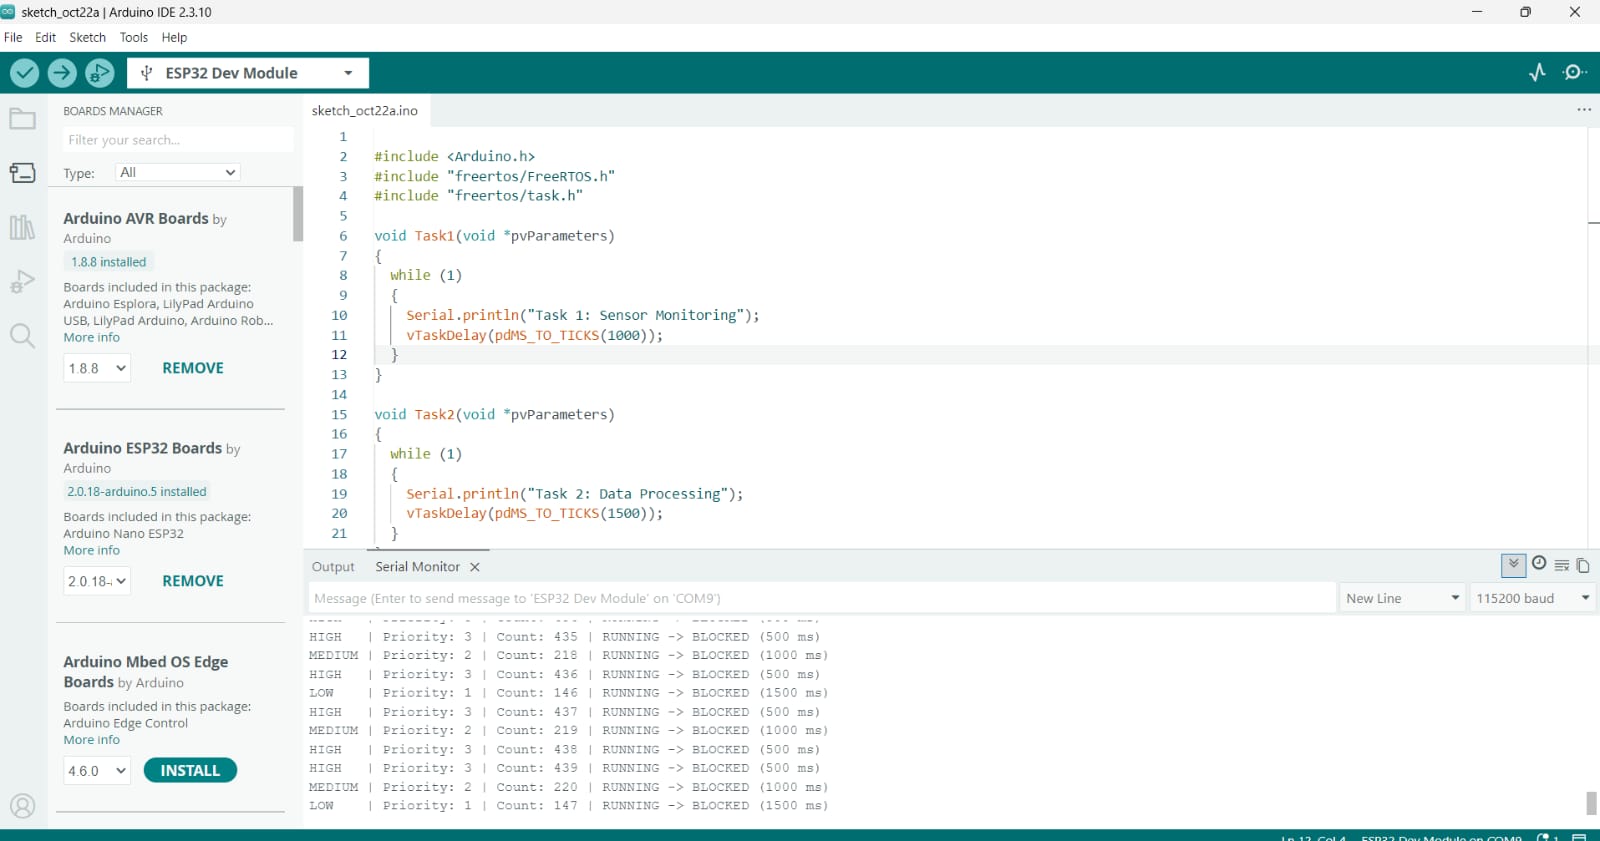 sketch_oct22a | Arduino IDE 2.3.10
File Edit Sketch Tools Help
ESP32 Dev Module
BOARDS MANAGER
Filter your search...
Type: All
Arduino AVR Boards by
Arduino
1.8.8 installed
Boards included in this package:
Arduino Esplora, LilyPad Arduino
USB, LilyPad Arduino, Arduino Rob...
More info
1.8.8 REMOVE
Arduino ESP32 Boards by
Arduino
2.0.18-arduino.5 installed
Boards included in this package:
Arduino Nano ESP32
More info
2.0.18- REMOVE
Arduino Mbed OS Edge
Boards by Arduino
Boards included in this package:
Arduino Edge Control
More info
4.6.0 INSTALL
sketch_oct22a.ino
1
2 #include <Arduino.h>
3 #include "freertos/FreeRTOS.h"
4 #include "freertos/task.h"
5
6 void Task1(void *pvParameters)
7 {
8 while (1)
9 {
10 Serial.println("Task 1: Sensor Monitoring");
11 vTaskDelay(pdMS_TO_TICKS(1000));
12 }
13 }
14
15 void Task2(void *pvParameters)
16 {
17 while (1)
18 {
19 Serial.println("Task 2: Data Processing");
20 vTaskDelay(pdMS_TO_TICKS(1500));
21 }
Output Serial Monitor
Message (Enter to send message to 'ESP32 Dev Module' on 'COM9')
New Line 115200 baud
HIGH | Priority: 3 | Count: 435 | RUNNING -> BLOCKED (500 ms)
MEDIUM | Priority: 2 | Count: 218 | RUNNING -> BLOCKED (1000 ms)
HIGH | Priority: 3 | Count: 436 | RUNNING -> BLOCKED (500 ms)
LOW | Priority: 1 | Count: 146 | RUNNING -> BLOCKED (1500 ms)
HIGH | Priority: 3 | Count: 437 | RUNNING -> BLOCKED (500 ms)
MEDIUM | Priority: 2 | Count: 219 | RUNNING -> BLOCKED (1000 ms)
HIGH | Priority: 3 | Count: 438 | RUNNING -> BLOCKED (500 ms)
HIGH | Priority: 3 | Count: 439 | RUNNING -> BLOCKED (500 ms)
MEDIUM | Priority: 2 | Count: 220 | RUNNING -> BLOCKED (1000 ms)
LOW | Priority: 1 | Count: 147 | RUNNING -> BLOCKED (1500 ms)
Ln 12, Col 4 ESP32 Dev Module on COM9 1